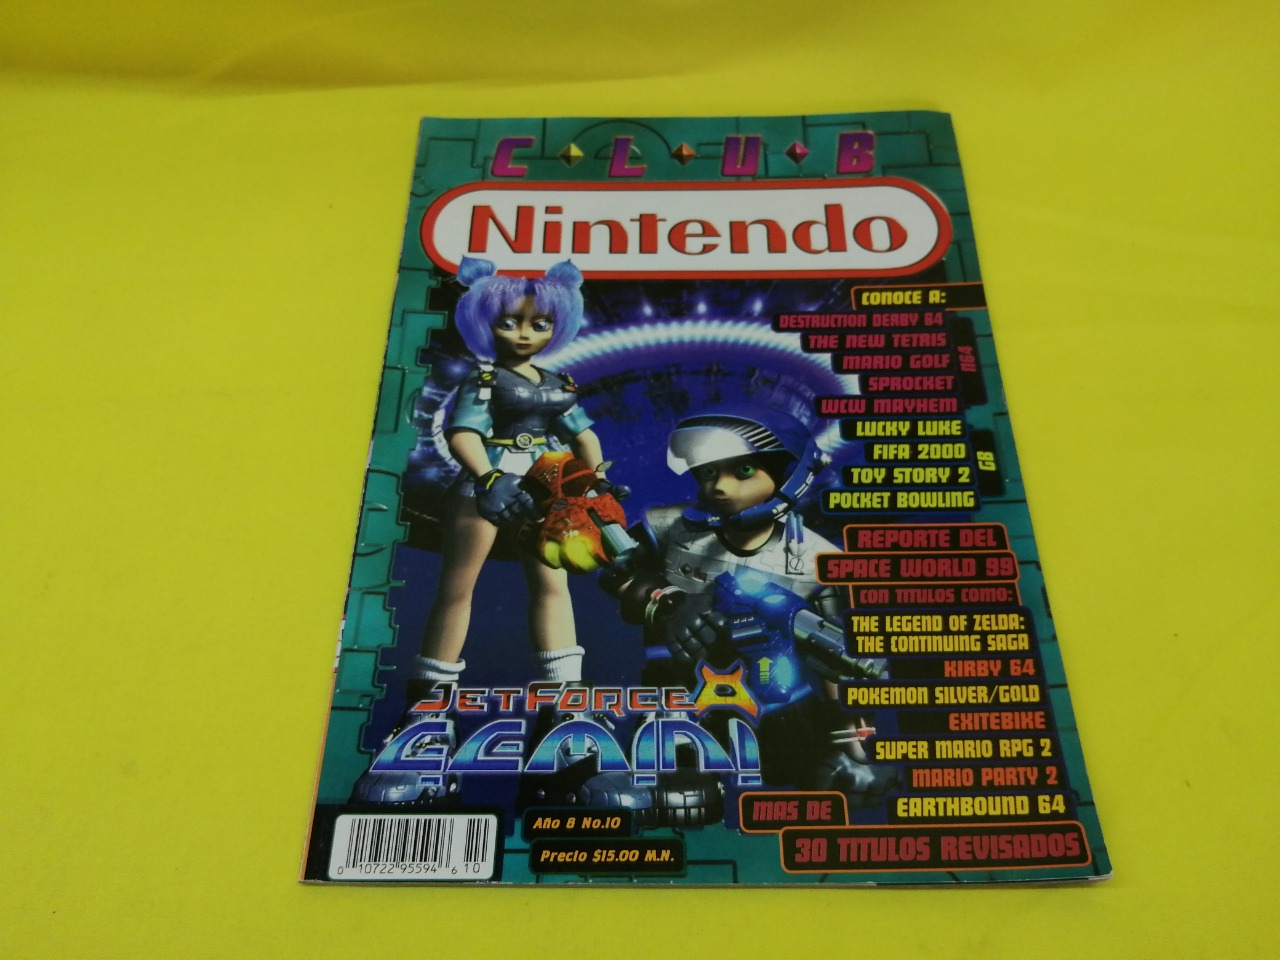 CLUB
Nintendo
CONOCE A:
DESTRUCTION DERBY 64
THE NEW TETRIS
MARIO GOLF
SPROCKET
WCW MAYHEM
N64
LUCKY LUKE
FIFA 2000
TOY STORY 2
POCKET BOWLING
GB
REPORTE DEL
SPACE WORLD 99
CON TITULOS COMO:
THE LEGEND OF ZELDA:
THE CONTINUING SAGA
KIRBY 64
POKEMON SILVER/GOLD
EXITEBIKE
SUPER MARIO RPG 2
MARIO PARTY 2
EARTHBOUND 64
MAS DE
30 TITULOS REVISADOS
JET FORCE
GEMINI
Año 8 No.10
Precio $15.00 M.N.
0 10722 95594 6 10